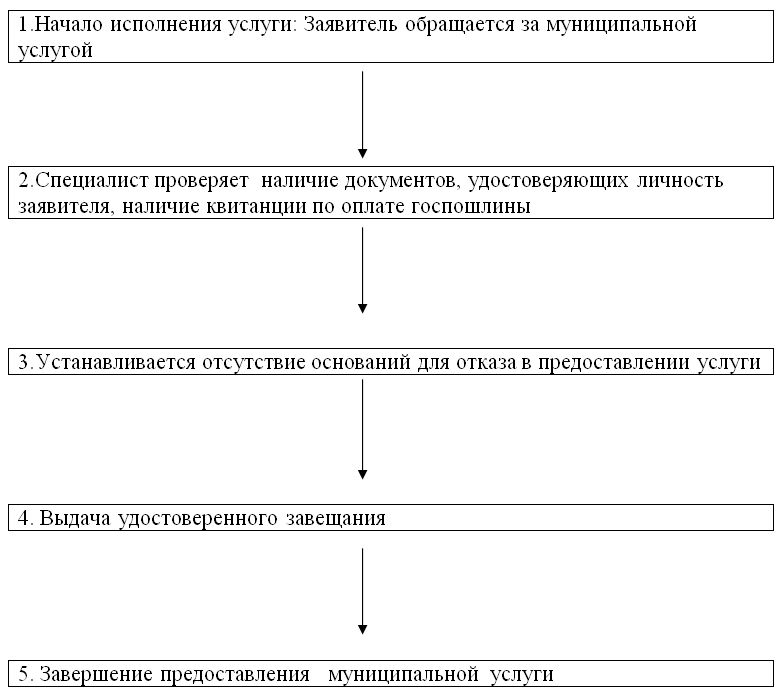 1.Начало исполнения услуги: Заявитель обращается за муниципальной
услугой
2.Специалист проверяет наличие документов, удостоверяющих личность
заявителя, наличие квитанции по оплате госпошлины
3.Устанавливается отсутствие оснований для отказа в предоставлении услуги
4. Выдача удостоверенного завещания
5. Завершение предоставления муниципальной услуги